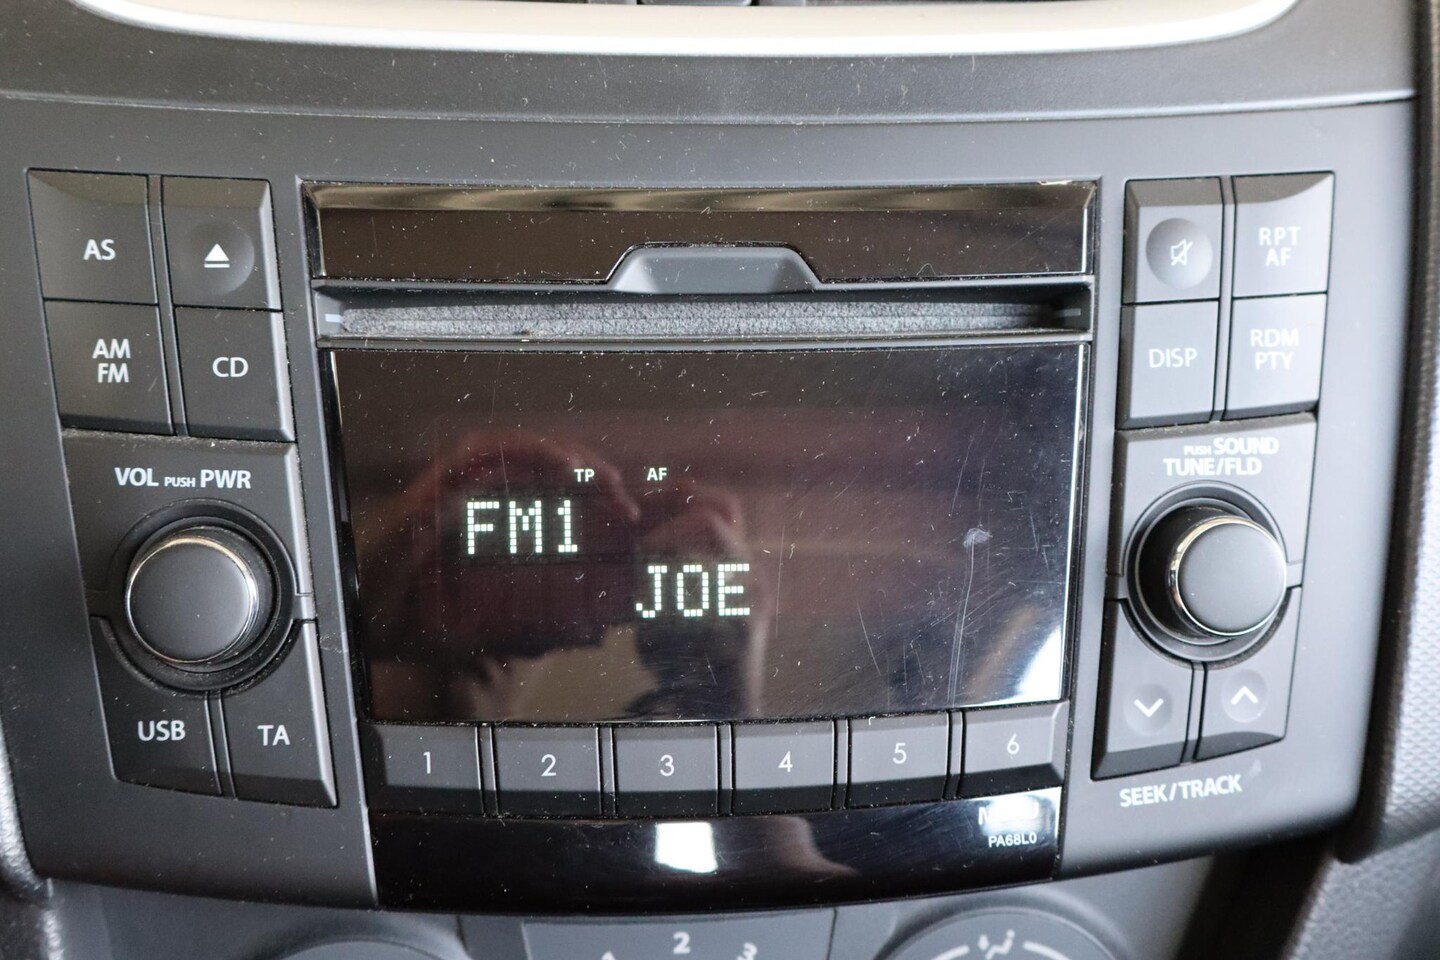 AS
AM
FM
CD
VOL PUSH PWR
USB
TA
TP AF
FM1
JOE
1 2 3 4 5 6
PA68L0
RPT
AF
DISP
RDM
PTY
PUSH SOUND
TUNE/FLD
SEEK/TRACK
2 3